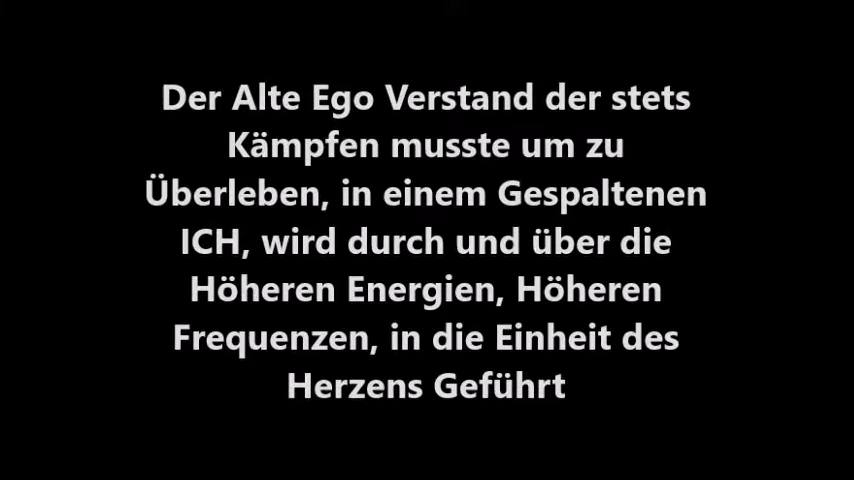 Der Alte Ego Verstand der stets
Kämpfen musste um zu
Überleben, in einem Gespaltenen
ICH, wird durch und über die
Höheren Energien, Höheren
Frequenzen, in die Einheit des
Herzens Geführt